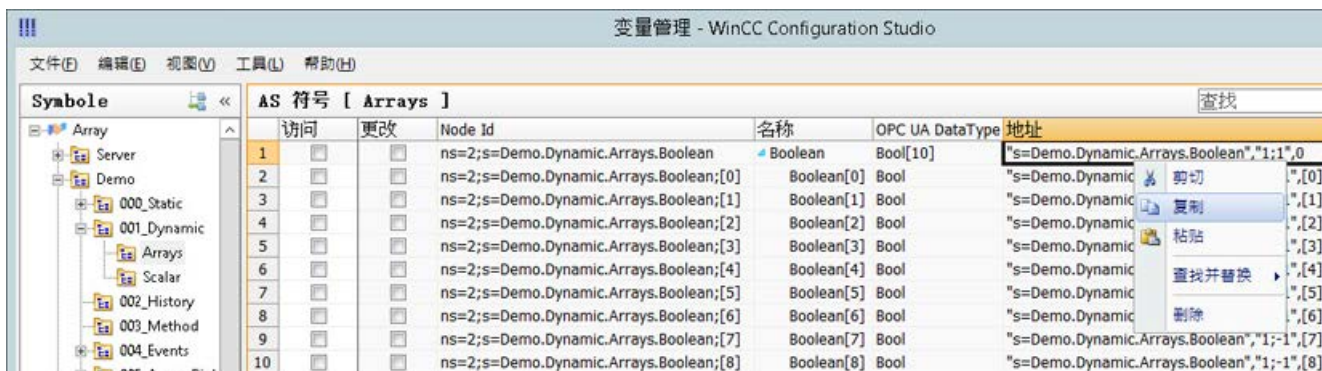 变量管理 - WinCC Configuration Studio
文件(F) 编辑(E) 视图(V) 工具(L) 帮助(H)
Symbole « AS 符号 [ Arrays ] 查找
Array 访问 更改 Node Id 名称 OPC UA DataType 地址
Server 1 ns=2;s=Demo.Dynamic.Arrays.Boolean Boolean Bool[10] "s=Demo.Dynamic.Arrays.Boolean","1;1",0
Demo 2 ns=2;s=Demo.Dynamic.Arrays.Boolean;[0] Boolean[0] Bool "s=Demo.Dynamic 剪切 ",[0]
000_Static 3 ns=2;s=Demo.Dynamic.Arrays.Boolean;[1] Boolean[1] Bool "s=Demo.Dynamic 复制 ",[1]
001_Dynamic 4 ns=2;s=Demo.Dynamic.Arrays.Boolean;[2] Boolean[2] Bool "s=Demo.Dynamic ",[2]
Arrays 5 ns=2;s=Demo.Dynamic.Arrays.Boolean;[3] Boolean[3] Bool "s=Demo.Dynamic 粘贴 ",[3]
Scalar 6 ns=2;s=Demo.Dynamic.Arrays.Boolean;[4] Boolean[4] Bool "s=Demo.Dynamic 查找并替换 ",[4]
002_History 7 ns=2;s=Demo.Dynamic.Arrays.Boolean;[5] Boolean[5] Bool "s=Demo.Dynamic ",[5]
003_Method 8 ns=2;s=Demo.Dynamic.Arrays.Boolean;[6] Boolean[6] Bool "s=Demo.Dynamic 删除 ",[6]
004_Events 9 ns=2;s=Demo.Dynamic.Arrays.Boolean;[7] Boolean[7] Bool "s=Demo.Dynamic.Arrays.Boolean","1;-1",[7]
10 ns=2;s=Demo.Dynamic.Arrays.Boolean;[8] Boolean[8] Bool "s=Demo.Dynamic.Arrays.Boolean","1;-1",[8]